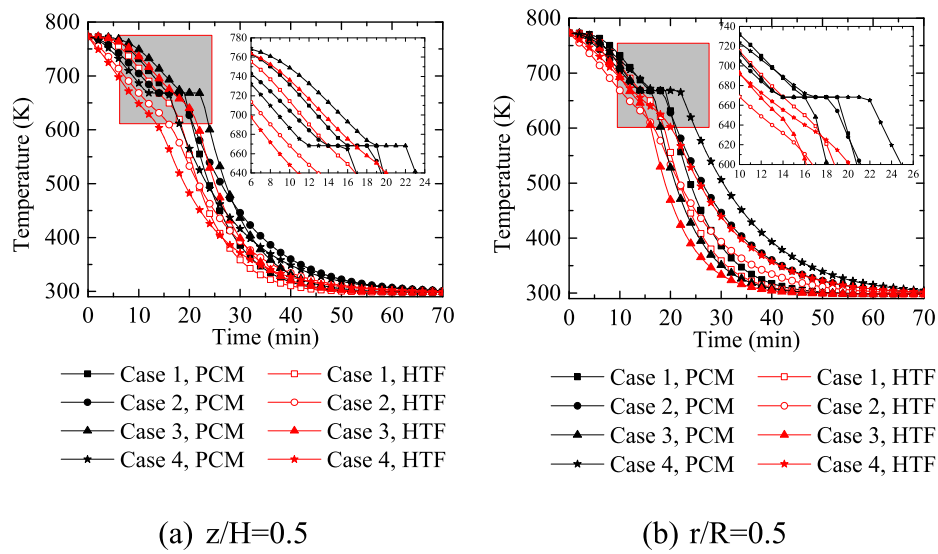 800
700
600
500
400
300
Temperature (K)
0 10 20 30 40 50 60 70
Time (min)
780
760
740
720
700
680
660
640
6 8 10 12 14 16 18 20 22 24
Case 1, PCM Case 1, HTF
Case 2, PCM Case 2, HTF
Case 3, PCM Case 3, HTF
Case 4, PCM Case 4, HTF
(a) z/H=0.5
800
700
600
500
400
300
Temperature (K)
0 10 20 30 40 50 60 70
Time (min)
740
720
700
680
660
640
620
600
10 12 14 16 18 20 22 24 26
Case 1, PCM Case 1, HTF
Case 2, PCM Case 2, HTF
Case 3, PCM Case 3, HTF
Case 4, PCM Case 4, HTF
(b) r/R=0.5